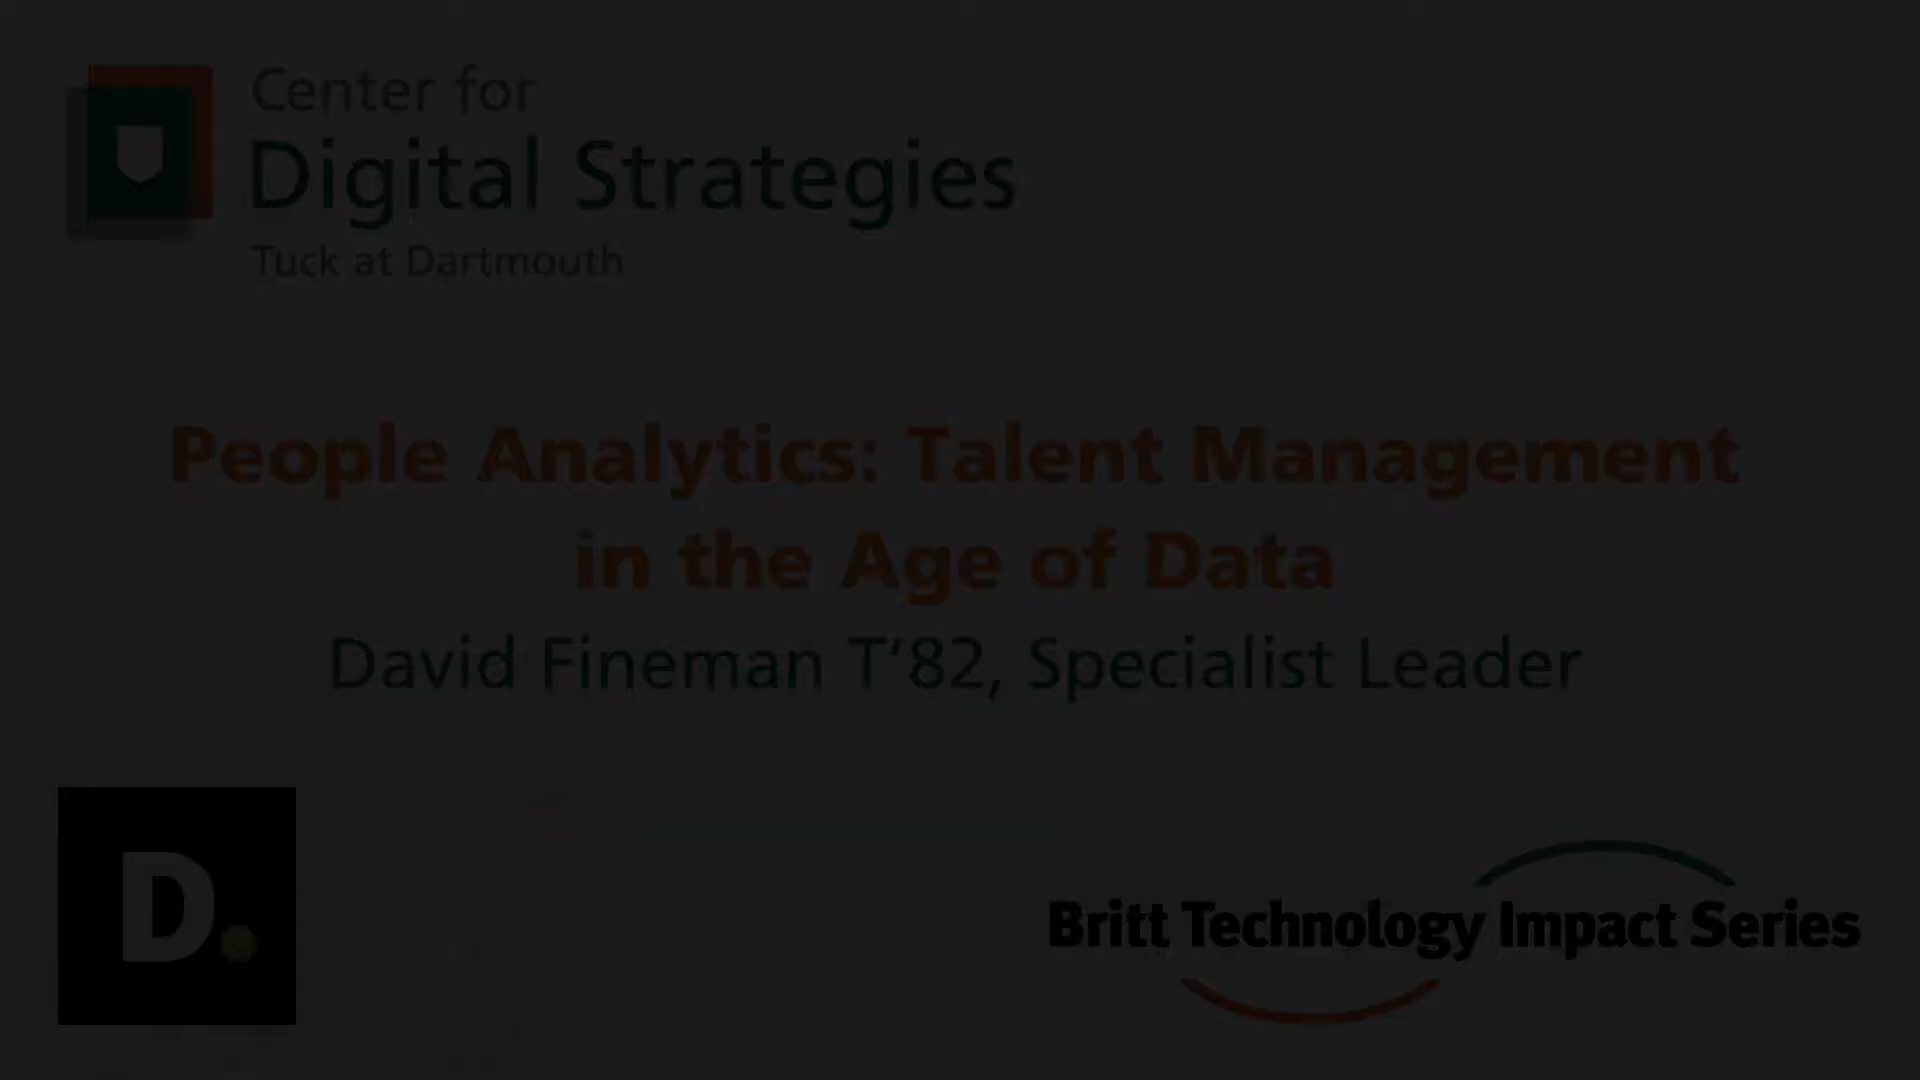 Center for
Digital Strategies
Tuck at Dartmouth
People Analytics: Talent Management
in the Age of Data
David Fineman T’82, Specialist Leader
D.
Britt Technology Impact Series